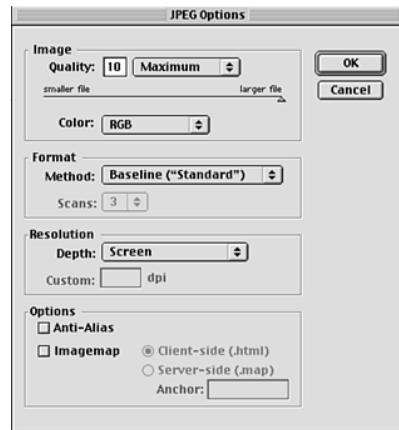 JPEG Options
Image
Quality: 10 Maximum
smaller file larger file
Color: RGB
OK
Cancel
Format
Method: Baseline ("Standard")
Scans: 3
Resolution
Depth: Screen
Custom: dpi
Options
Anti-Alias
Imagemap Client-side (.html)
Server-side (.map)
Anchor: